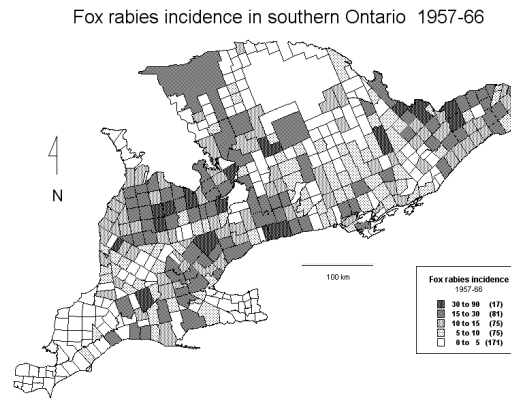 Fox rabies incidence in southern Ontario 1957-66
N
100 km
Fox rabies incidence
1957-66
30 to 90 (17)
15 to 30 (81)
10 to 15 (75)
5 to 10 (75)
0 to 5 (171)